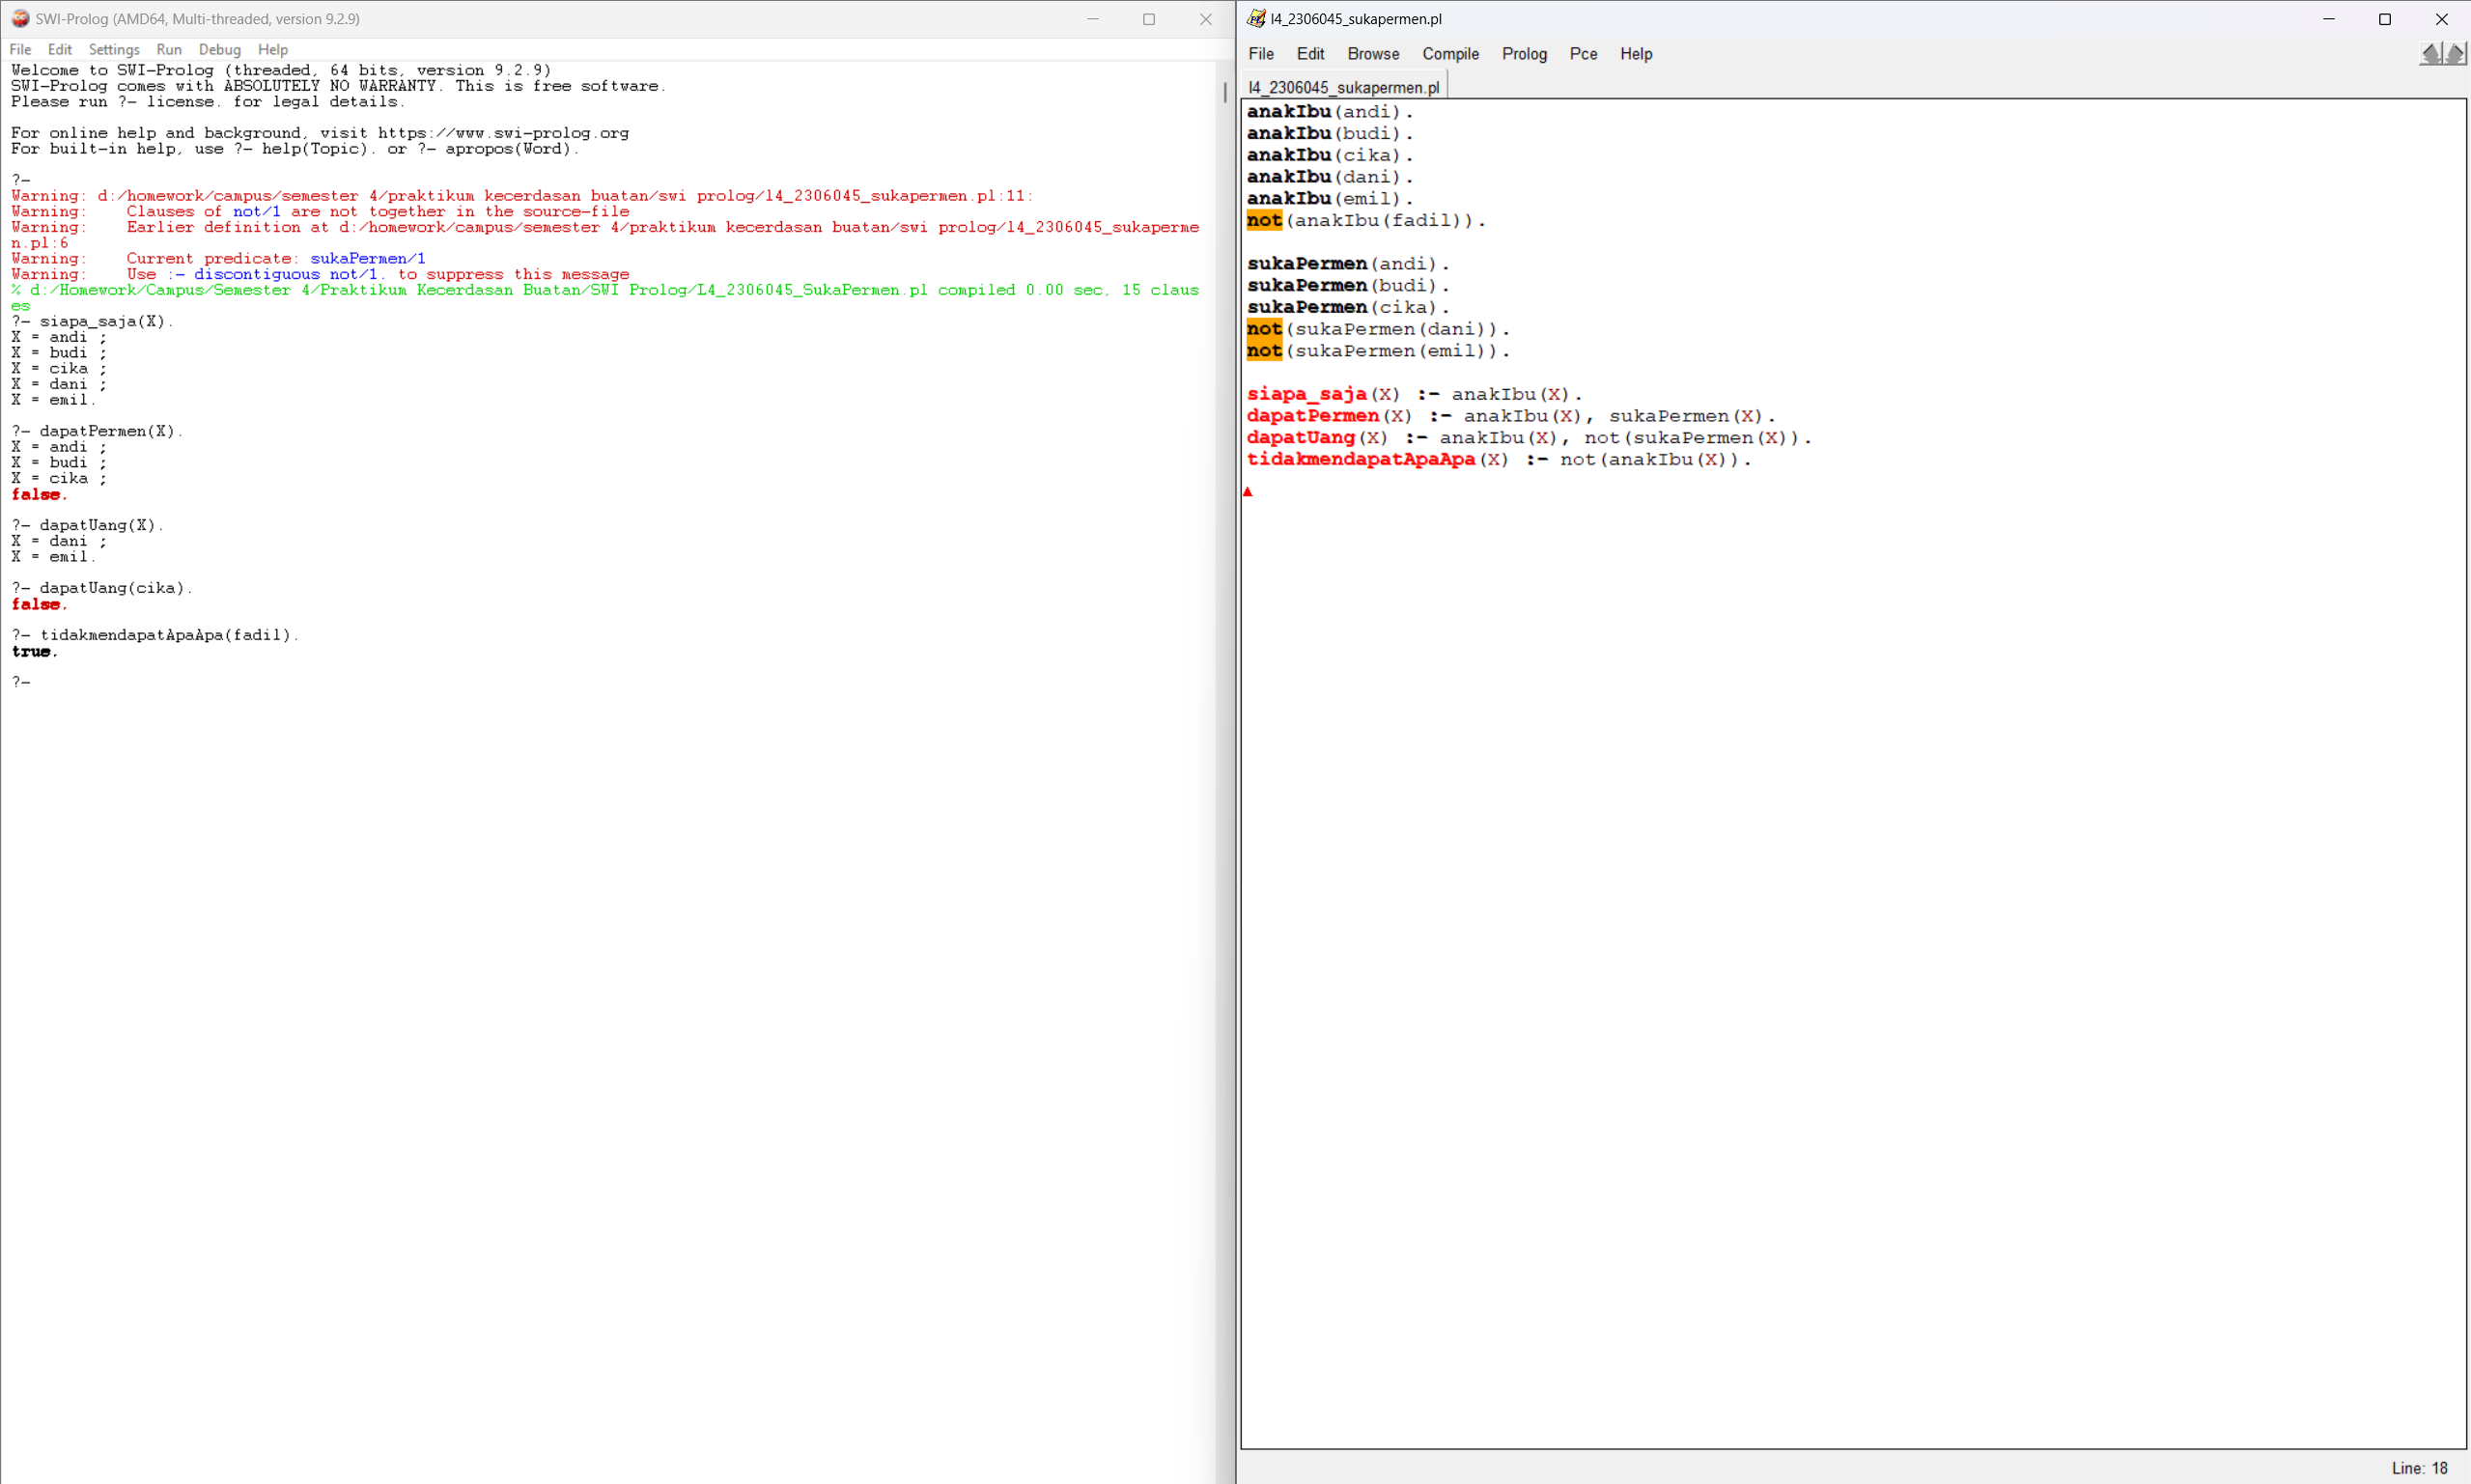 SWI-Prolog (AMD64, Multi-threaded, version 9.2.9)
File Edit Settings Run Debug Help
Welcome to SWI-Prolog (threaded, 64 bits, version 9.2.9)
SWI-Prolog comes with ABSOLUTELY NO WARRANTY. This is free software.
Please run ?- license. for legal details.
For online help and background, visit https://www.swi-prolog.org
For built-in help, use ?- help(Topic). or ?- apropos(Word).
?-
Warning: d:/homework/campus/semester 4/praktikum kecerdasan buatan/swi prolog/l4_2306045_sukapermen.pl:11:
Warning:    Clauses of not/1 are not together in the source-file
Warning:    Earlier definition at d:/homework/campus/semester 4/praktikum kecerdasan buatan/swi prolog/l4_2306045_sukaperme
n.pl:6
Warning:    Current predicate: sukaPermen/1
Warning:    Use :- discontiguous not/1. to suppress this message
% d:/Homework/Campus/Semester 4/Praktikum Kecerdasan Buatan/SWI Prolog/L4_2306045_SukaPermen.pl compiled 0.00 sec, 15 claus
es
?- siapa_saja(X).
X = andi ;
X = budi ;
X = cika ;
X = dani ;
X = emil.
?- dapatPermen(X).
X = andi ;
X = budi ;
X = cika ;
false.
?- dapatUang(X).
X = dani ;
X = emil.
?- dapatUang(cika).
false.
?- tidakmendapatApaApa(fadil).
true.
?-
l4_2306045_sukapermen.pl
File Edit Browse Compile Prolog Pce Help
l4_2306045_sukapermen.pl
anakIbu(andi).
anakIbu(budi).
anakIbu(cika).
anakIbu(dani).
anakIbu(emil).
not(anakIbu(fadil)).
sukaPermen(andi).
sukaPermen(budi).
sukaPermen(cika).
not(sukaPermen(dani)).
not(sukaPermen(emil)).
siapa_saja(X) :- anakIbu(X).
dapatPermen(X) :- anakIbu(X), sukaPermen(X).
dapatUang(X) :- anakIbu(X), not(sukaPermen(X)).
tidakmendapatApaApa(X) :- not(anakIbu(X)).
Line: 18